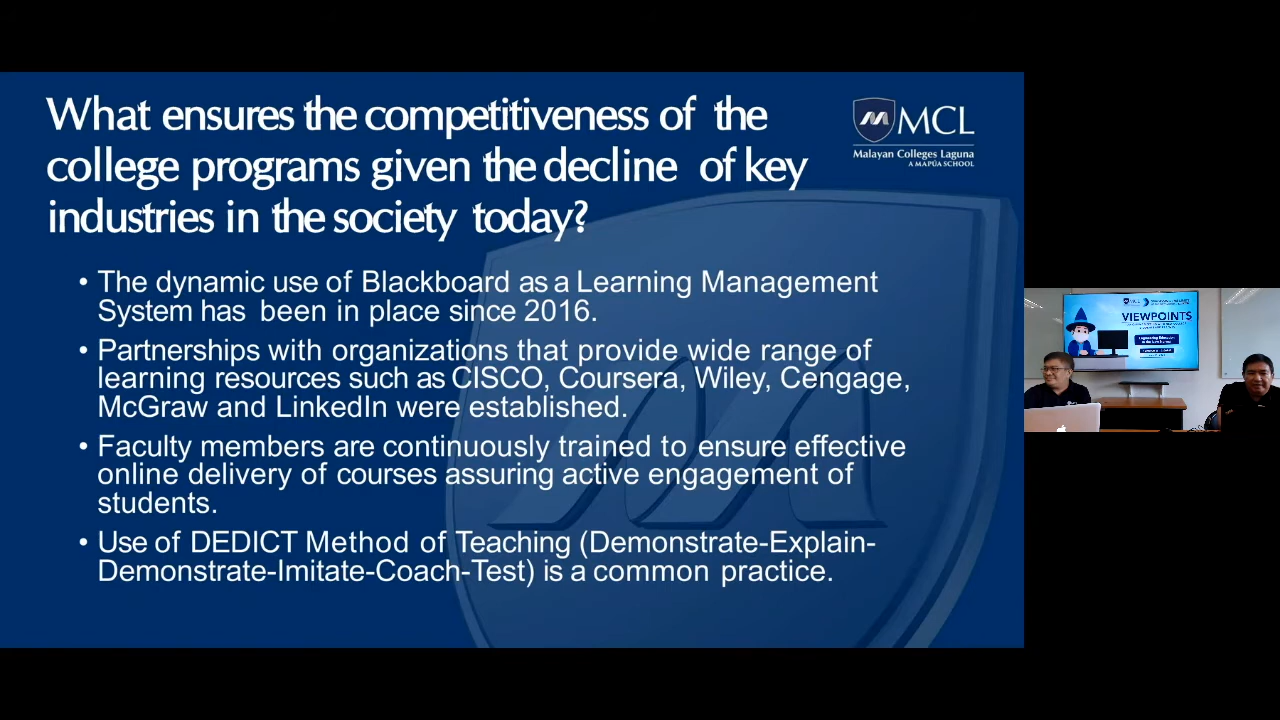 What ensures the competitiveness of the
college programs given the decline of key
industries in the society today?
MCL
Malayan Colleges Laguna
A MAPÚA SCHOOL
• The dynamic use of Blackboard as a Learning Management
System has been in place since 2016.
• Partnerships with organizations that provide wide range of
learning resources such as CISCO, Coursera, Wiley, Cengage,
McGraw and LinkedIn were established.
• Faculty members are continuously trained to ensure effective
online delivery of courses assuring active engagement of
students.
• Use of DEDICT Method of Teaching (Demonstrate-Explain-
Demonstrate-Imitate-Coach-Test) is a common practice.
MCL
VIEWPOINTS
Engineering Education